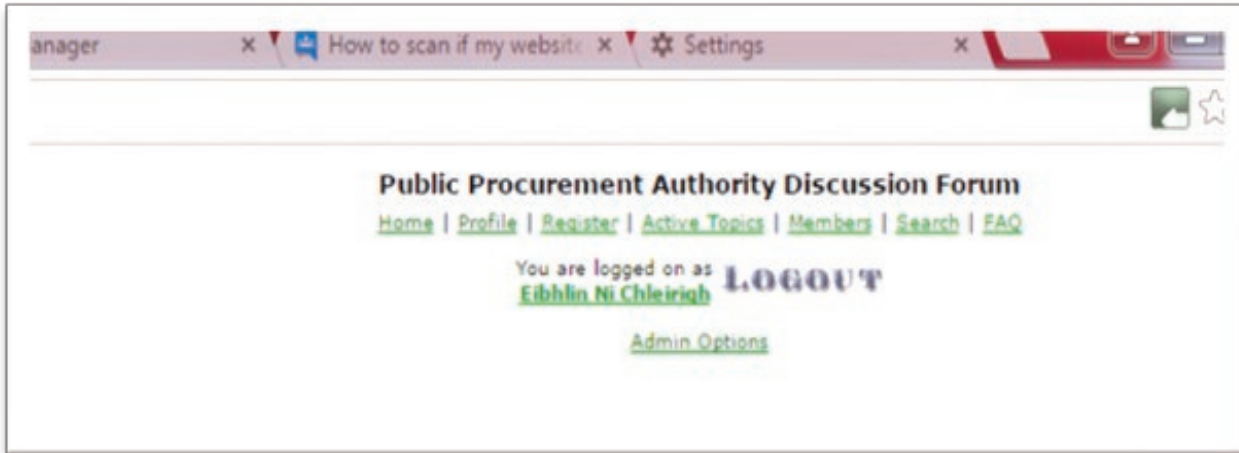 anager × How to scan if my website × Settings ×
Public Procurement Authority Discussion Forum
Home | Profile | Register | Active Topics | Members | Search | FAQ
You are logged on as LOGOUT
Eibhlin Ni Chleirigh
Admin Options